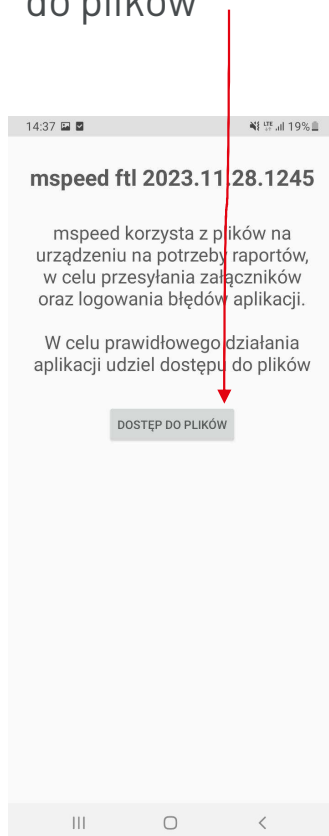 do plików
14:37 LTE 19%
mspeed ftl 2023.11.28.1245
mspeed korzysta z plików na
urządzeniu na potrzeby raportów,
w celu przesyłania załączników
oraz logowania błędów aplikacji.
W celu prawidłowego działania
aplikacji udziel dostępu do plików
DOSTĘP DO PLIKÓW